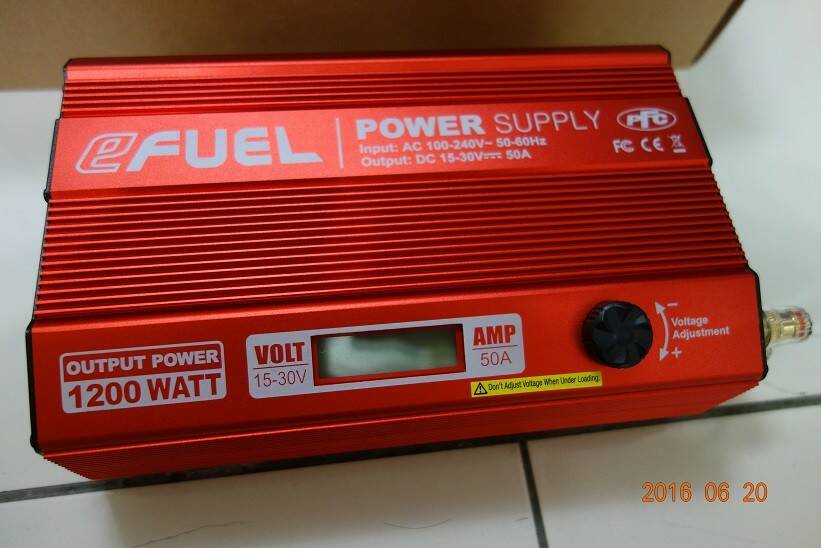 eFUEL
POWER SUPPLY
Input: AC 100-240V~ 50-60Hz
Output: DC 15-30V⎓ 50A
PFC
FC CE
OUTPUT POWER
1200 WATT
VOLT
15-30V
AMP
50A
Don't Adjust Voltage When Under Loading.
−
Voltage
Adjustment
+
2016 06 20